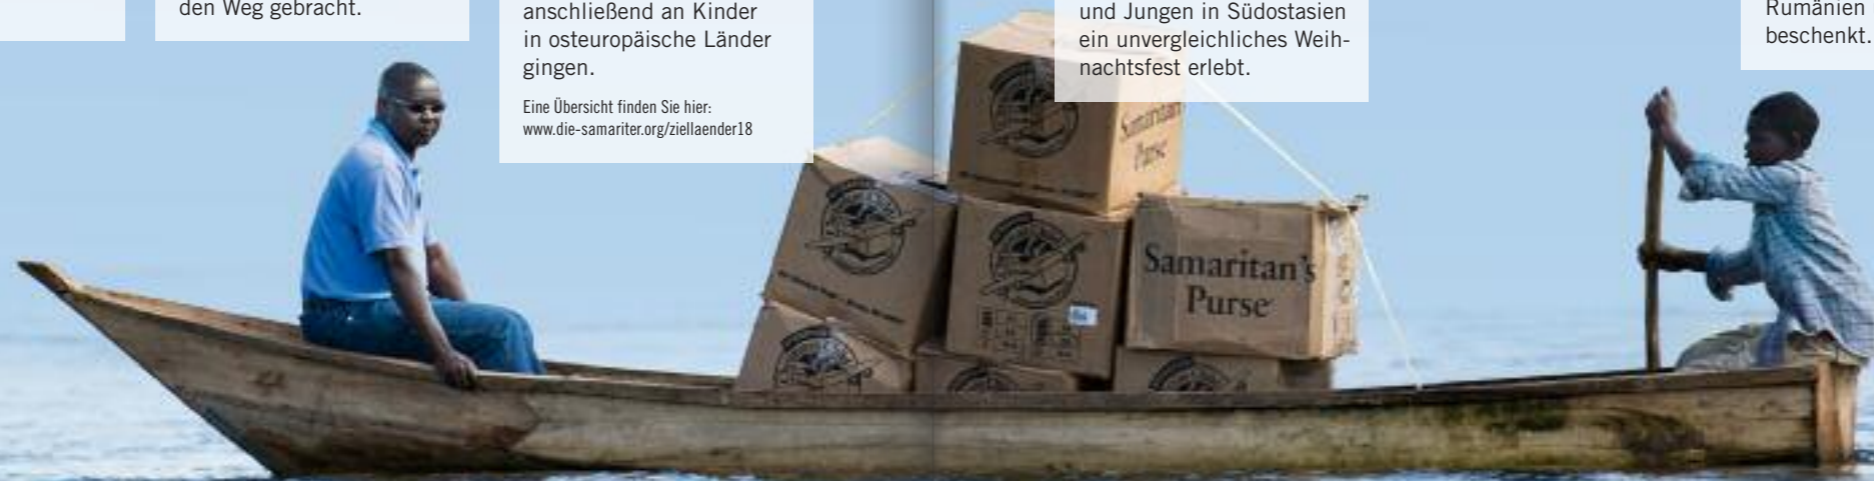 den Weg gebracht.
anschließend an Kinder
in osteuropäische Länder
gingen.
Eine Übersicht finden Sie hier:
www.die-samariter.org/ziellaender18
und Jungen in Südostasien
ein unvergleichliches Weih-
nachtsfest erlebt.
Rumänien
beschenkt.
Samaritan's
Purse
Samaritan's
Purse